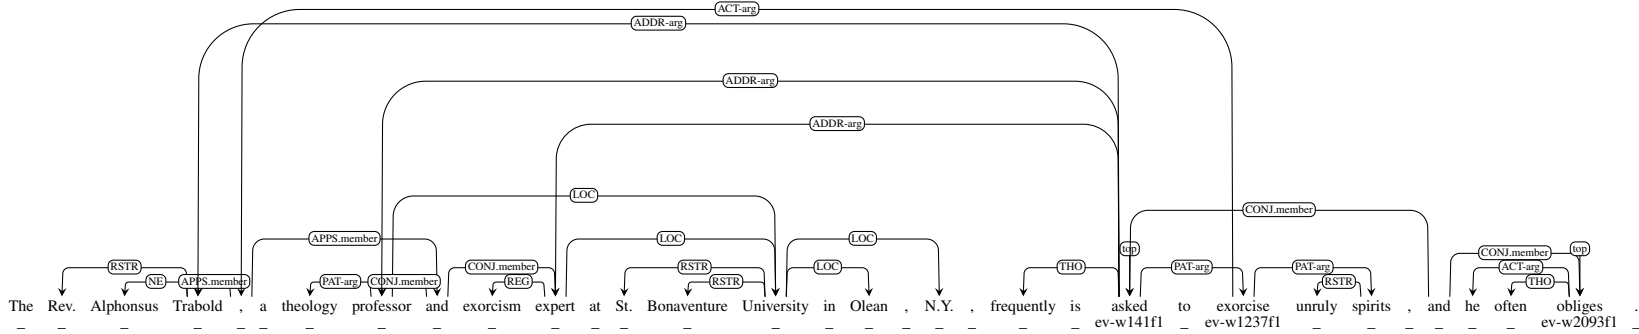 ACT-arg
ADDR-arg
ADDR-arg
ADDR-arg
LOC
CONJ.member
APPS.member LOC LOC top CONJ.member top
RSTR CONJ.member RSTR LOC THO PAT-arg PAT-arg ACT-arg
NE APPS.member PAT-arg CONJ.member REG RSTR RSTR THO
The Rev. Alphonsus Trabold , a theology professor and exorcism expert at St. Bonaventure University in Olean , N.Y. , frequently is asked to exorcise unruly spirits , and he often obliges .
_ _ _ _ _ _ _ _ _ _ _ _ _ _ _ _ _ _ _ _ _ _ ev-w141f1 _ ev-w1237f1 _ _ _ _ _ _ ev-w2093f1 _